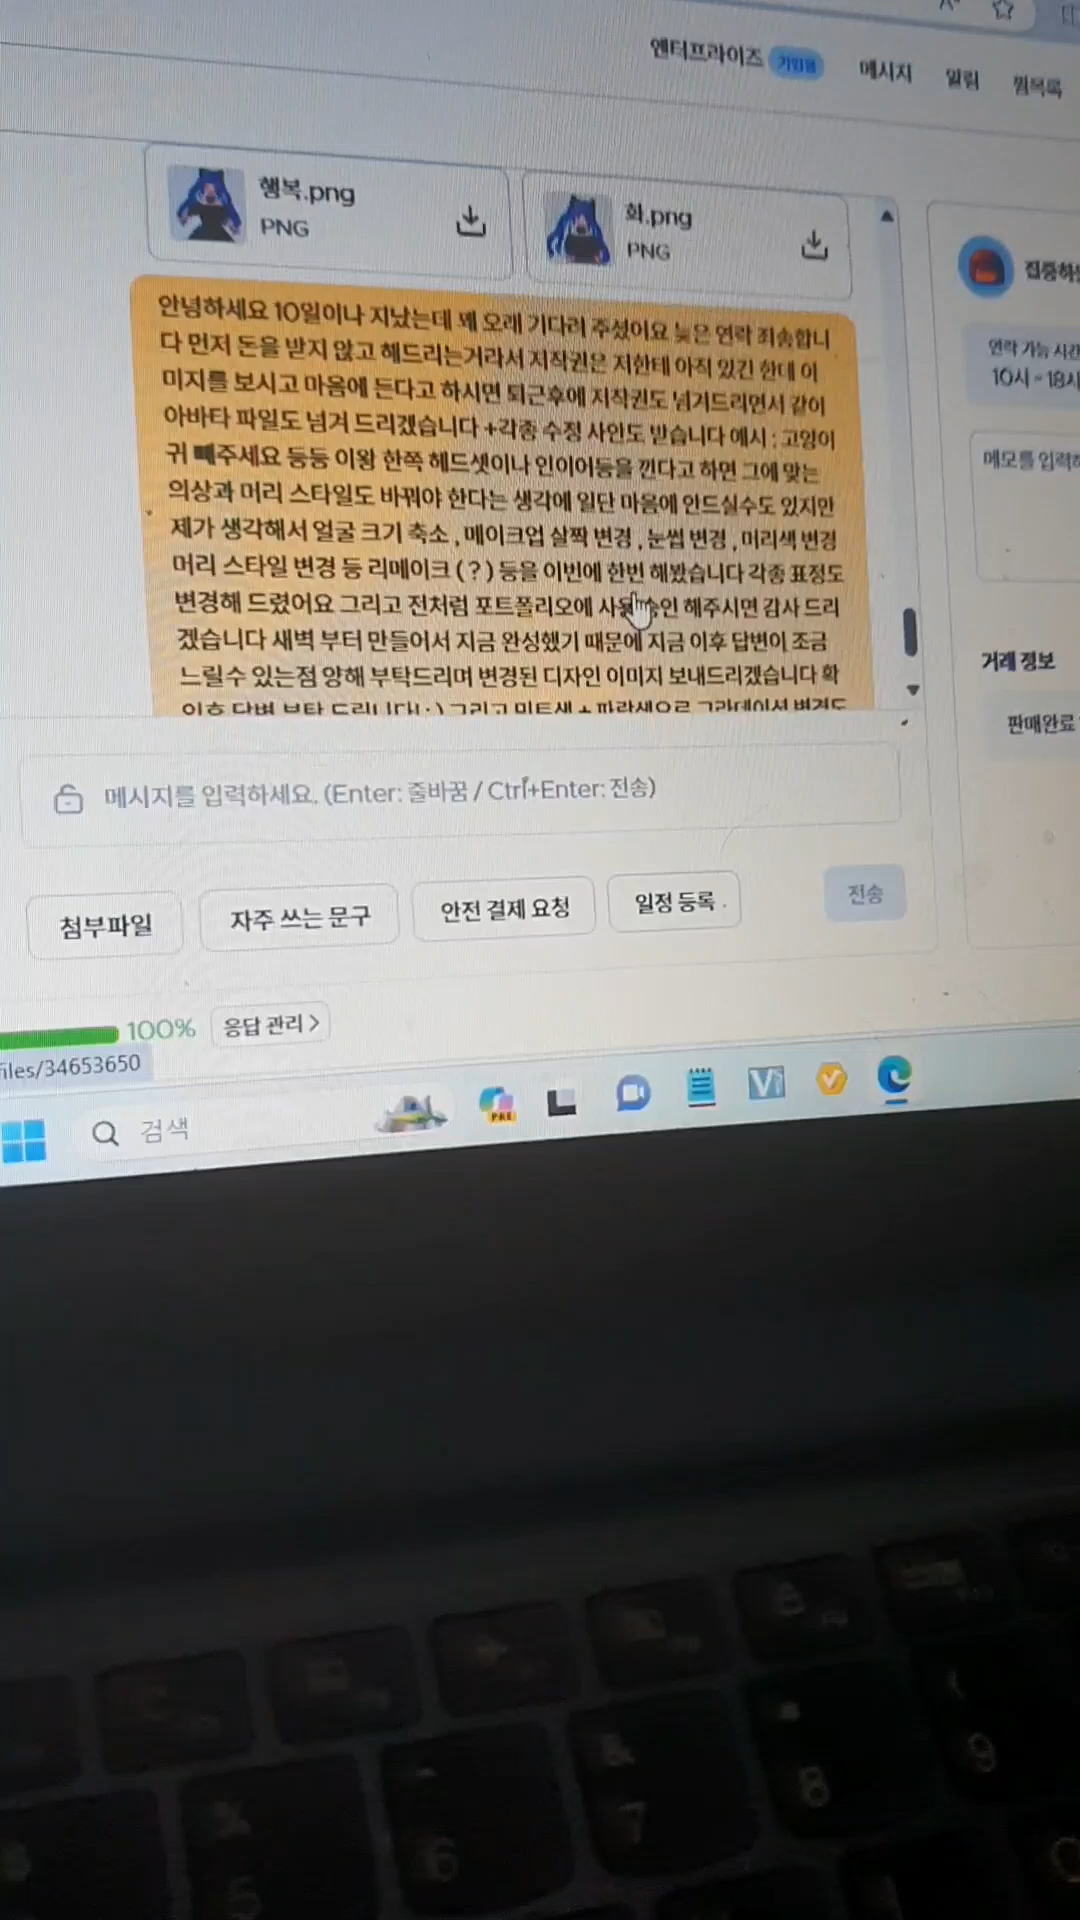 엔터프라이즈 가입됨 메시지 알림 찜목록
행복.png
PNG
화.png
PNG
안녕하세요 10일이나 지났는데 꽤 오래 기다려 주셨어요 늦은 연락 죄송합니
다 먼저 돈을 받지 않고 해드리는거라서 저작권은 저한테 아직 있긴 한데 이
미지를 보시고 마음에 든다고 하시면 퇴근후에 저작권도 넘겨드리면서 같이
아바타 파일도 넘겨 드리겠습니다 +각종 수정 사인도 받습니다 예시 : 고양이
귀 빼주세요 등등 이왕 한쪽 헤드셋이나 인이어등을 낀다고 하면 그에 맞는
의상과 머리 스타일도 바꿔야 한다는 생각에 일단 마음에 안드실수도 있지만
제가 생각해서 얼굴 크기 축소 , 메이크업 살짝 변경 , 눈썹 변경 , 머리색 변경
머리 스타일 변경 등 리메이크 ( ? ) 등을 이번에 한번 해봤습니다 각종 표정도
변경해 드렸어요 그리고 전처럼 포트폴리오에 해주시면 감사 드리
겠습니다 새벽 부터 만들어서 지금 완성했기 때문에 지금 이후 답변이 조금
느릴수 있는점 양해 부탁드리며 변경된 디자인 이미지 보내드리겠습니다 확
집중하
연락 가능 시간
10시 ~ 18시
메모를 입력하
거래 정보
판매완료
메시지를 입력하세요. (Enter: 줄바꿈 / Ctrl+Enter: 전송)
첨부파일 자주 쓰는 문구 안전 결제 요청 일정 등록 전송
100% 응답 관리 >
files/34653650
검색
PRE
5 6 7 8 9